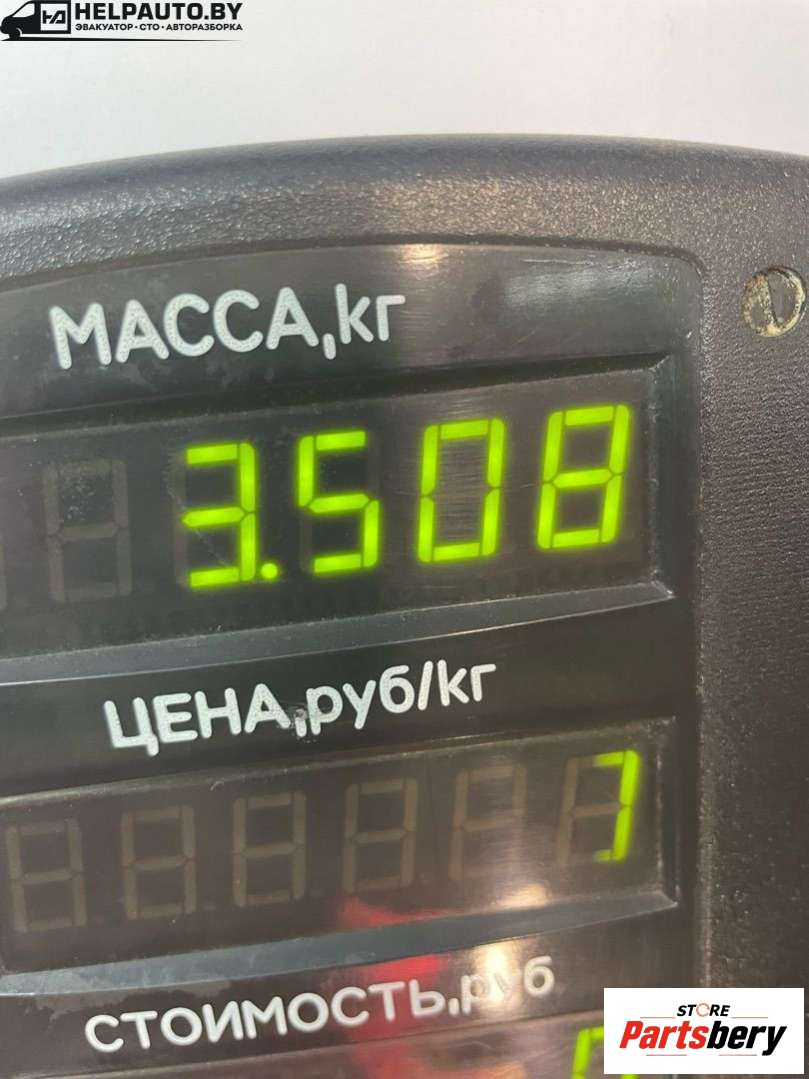 HELPAUTO.BY
ЭВАКУАТОР · СТО · АВТОРАЗБОРКА
МАССА,кг
3.508
ЦЕНА,руб/кг
7
СТОИМОСТЬ,руб
STORE
Partsbery